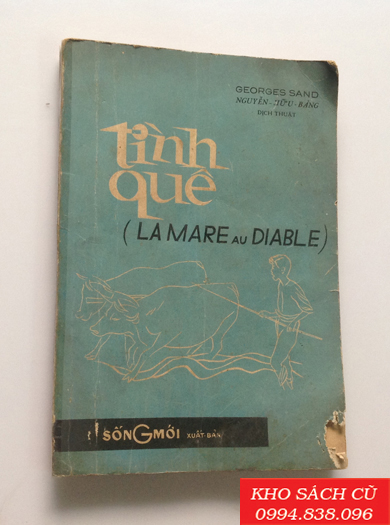 GEORGES SAND
NGUYỄN - HỮU - BẢNG
DỊCH THUẬT
tình
quê
(LA MARE AU DIABLE)
SỐNG MỚI XUẤT-BẢN
KHO SÁCH CŨ
0994.838.096